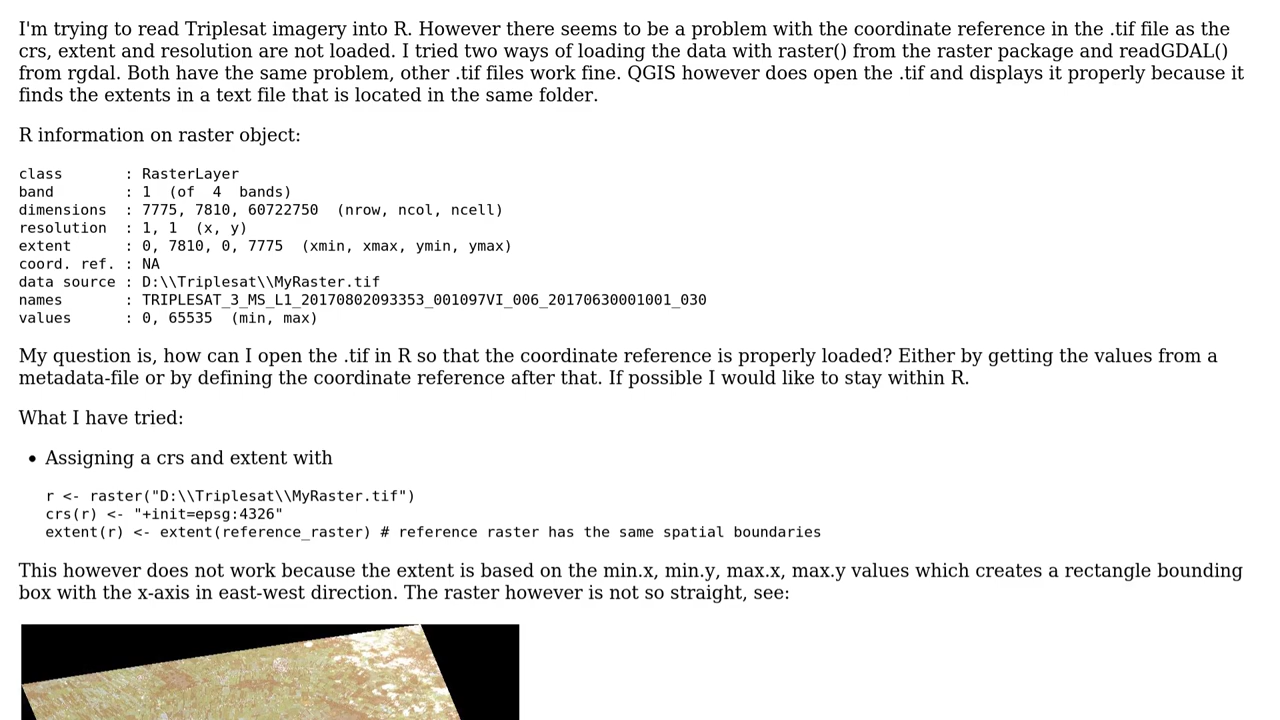 I'm trying to read Triplesat imagery into R. However there seems to be a problem with the coordinate reference in the .tif file as the
crs, extent and resolution are not loaded. I tried two ways of loading the data with raster() from the raster package and readGDAL()
from rgdal. Both have the same problem, other .tif files work fine. QGIS however does open the .tif and displays it properly because it
finds the extents in a text file that is located in the same folder.
R information on raster object:
class       : RasterLayer
band        : 1  (of  4  bands)
dimensions  : 7775, 7810, 60722750  (nrow, ncol, ncell)
resolution  : 1, 1  (x, y)
extent      : 0, 7810, 0, 7775  (xmin, xmax, ymin, ymax)
coord. ref. : NA
data source : D:\\Triplesat\\MyRaster.tif
names       : TRIPLESAT_3_MS_L1_20170802093353_001097VI_006_20170630001001_030
values      : 0, 65535  (min, max)
My question is, how can I open the .tif in R so that the coordinate reference is properly loaded? Either by getting the values from a
metadata-file or by defining the coordinate reference after that. If possible I would like to stay within R.
What I have tried:
• Assigning a crs and extent with
r <- raster("D:\\Triplesat\\MyRaster.tif")
crs(r) <- "+init=epsg:4326"
extent(r) <- extent(reference_raster) # reference raster has the same spatial boundaries
This however does not work because the extent is based on the min.x, min.y, max.x, max.y values which creates a rectangle bounding
box with the x-axis in east-west direction. The raster however is not so straight, see: